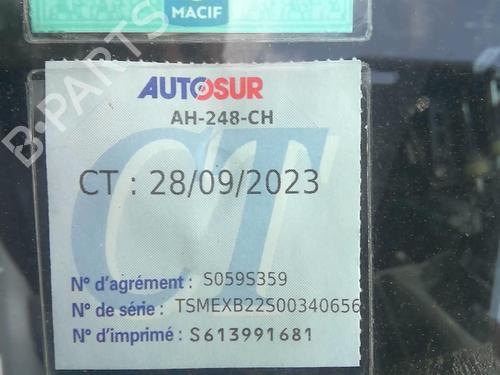 MACIF
B-PARTS
AUTOSUR
AH-248-CH
CT : 28/09/2023
CT
N° d'agrément : S059S359
N° de série : TSMEXB22S00340656
N° d'imprimé : S613991681